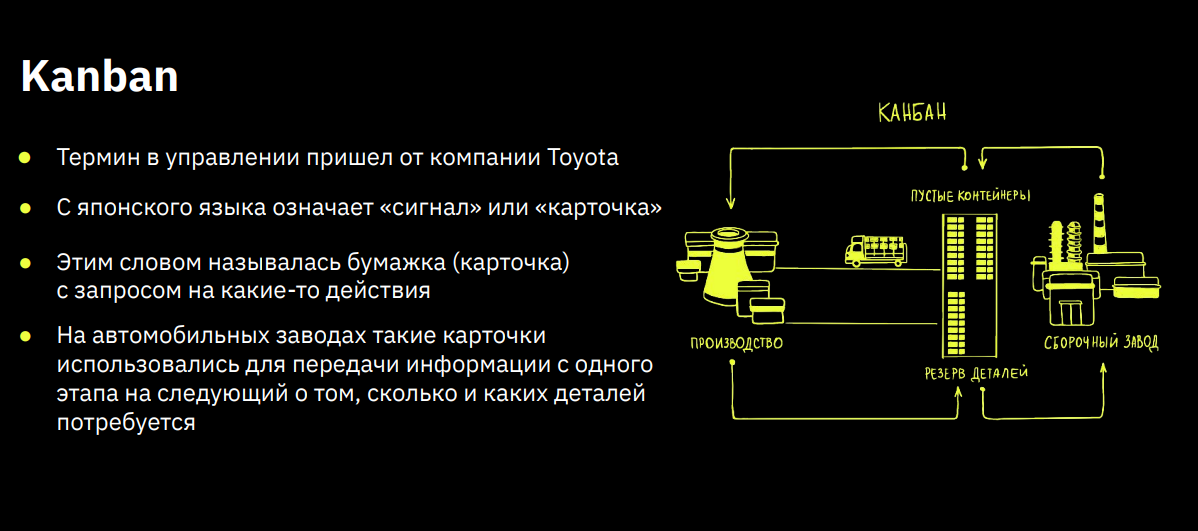 Kanban
Термин в управлении пришел от компании Toyota
С японского языка означает «сигнал» или «карточка»
Этим словом называлась бумажка (карточка)
с запросом на какие-то действия
На автомобильных заводах такие карточки
использовались для передачи информации с одного
этапа на следующий о том, сколько и каких деталей
потребуется
КАНБАН
ПУСТЫЕ КОНТЕЙНЕРЫ
ПРОИЗВОДСТВО
СБОРОЧНЫЙ ЗАВОД
РЕЗЕРВ ДЕТАЛЕЙ